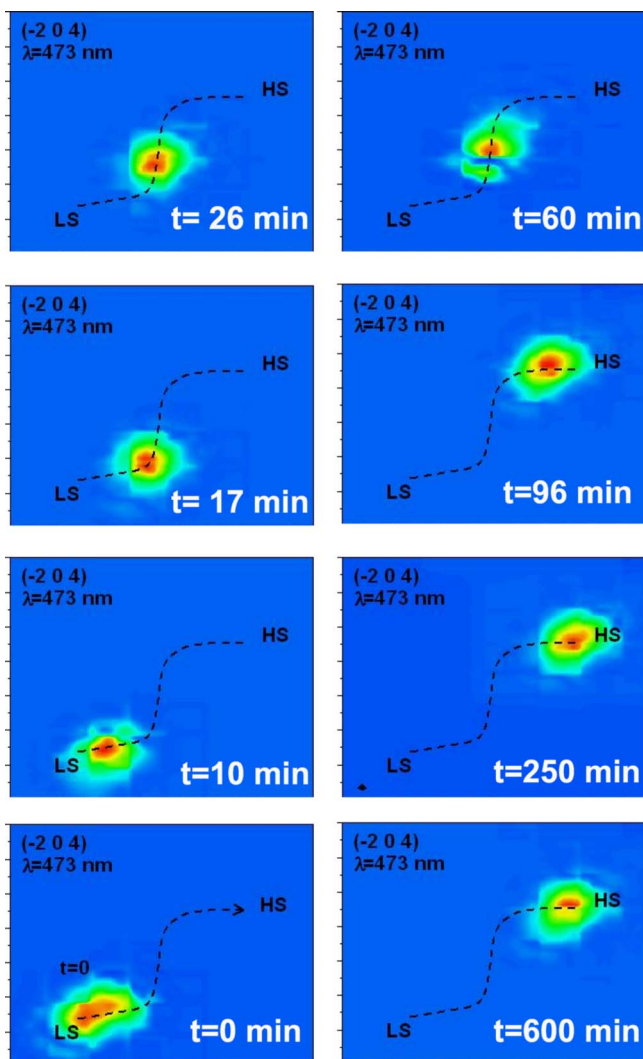 (-2 0 4)
λ=473 nm
HS
LS
t= 26 min
(-2 0 4)
λ=473 nm
HS
LS
t=60 min
(-2 0 4)
λ=473 nm
HS
LS
t= 17 min
(-2 0 4)
λ=473 nm
HS
LS
t=96 min
(-2 0 4)
λ=473 nm
HS
LS
t=10 min
(-2 0 4)
λ=473 nm
HS
LS
t=250 min
(-2 0 4)
λ=473 nm
HS
t=0
LS
t=0 min
(-2 0 4)
λ=473 nm
HS
LS
t=600 min